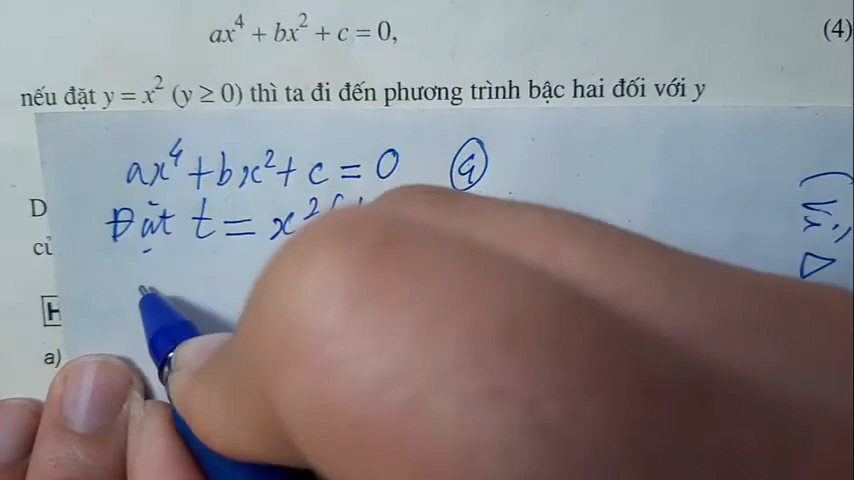 ax⁴ + bx² + c = 0, (4)
nếu đặt y = x² (y ≥ 0) thì ta đi đến phương trình bậc hai đối với y
ax⁴ + bx² + c = 0
Đặt t = x²
D
củ
H
a)
Δ